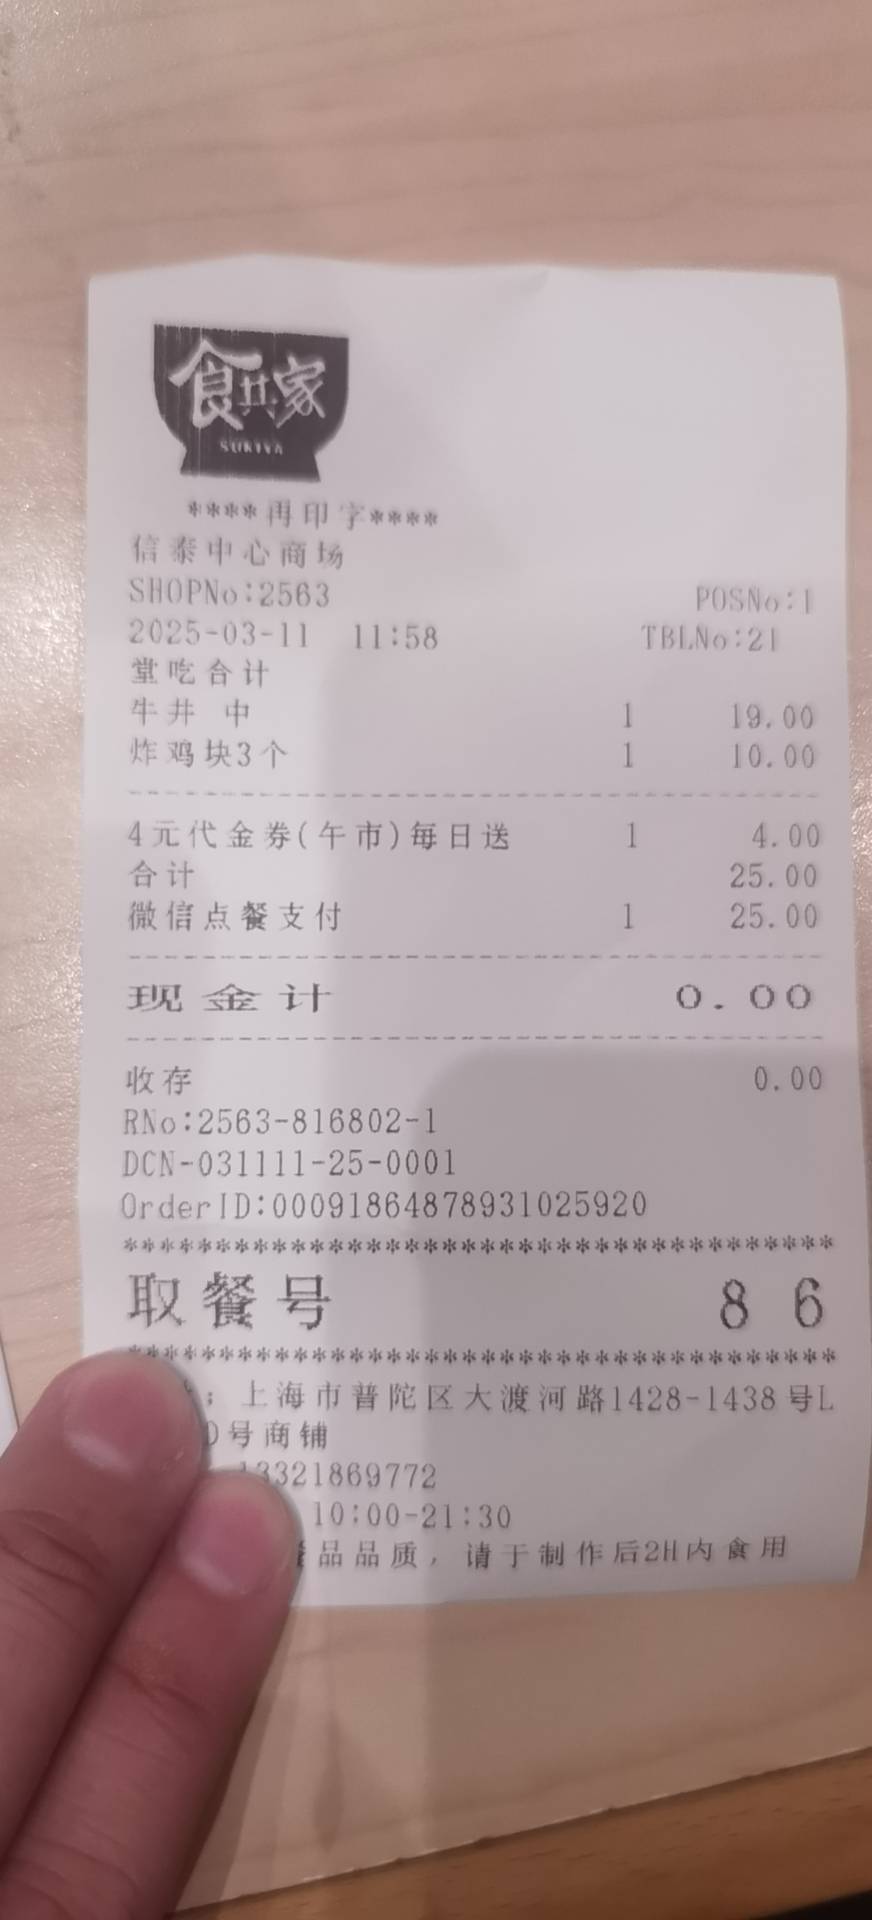 食其家
SUKIYA
****再印字****
信泰中心商场
SHOPNo:2563 POSNo:1
2025-03-11 11:58 TBLNo:21
堂吃合计
牛丼 中 1 19.00
炸鸡块3个 1 10.00
4元代金券(午市)每日送 1 4.00
合计 25.00
微信点餐支付 1 25.00
现金计 0.00
收存 0.00
RNo:2563-816802-1
DCN-031111-25-0001
OrderID:00091864878931025920
取餐号 86
：上海市普陀区大渡河路1428-1438号L
0号商铺
13321869772
10:00-21:30
餐品品质，请于制作后2H内食用